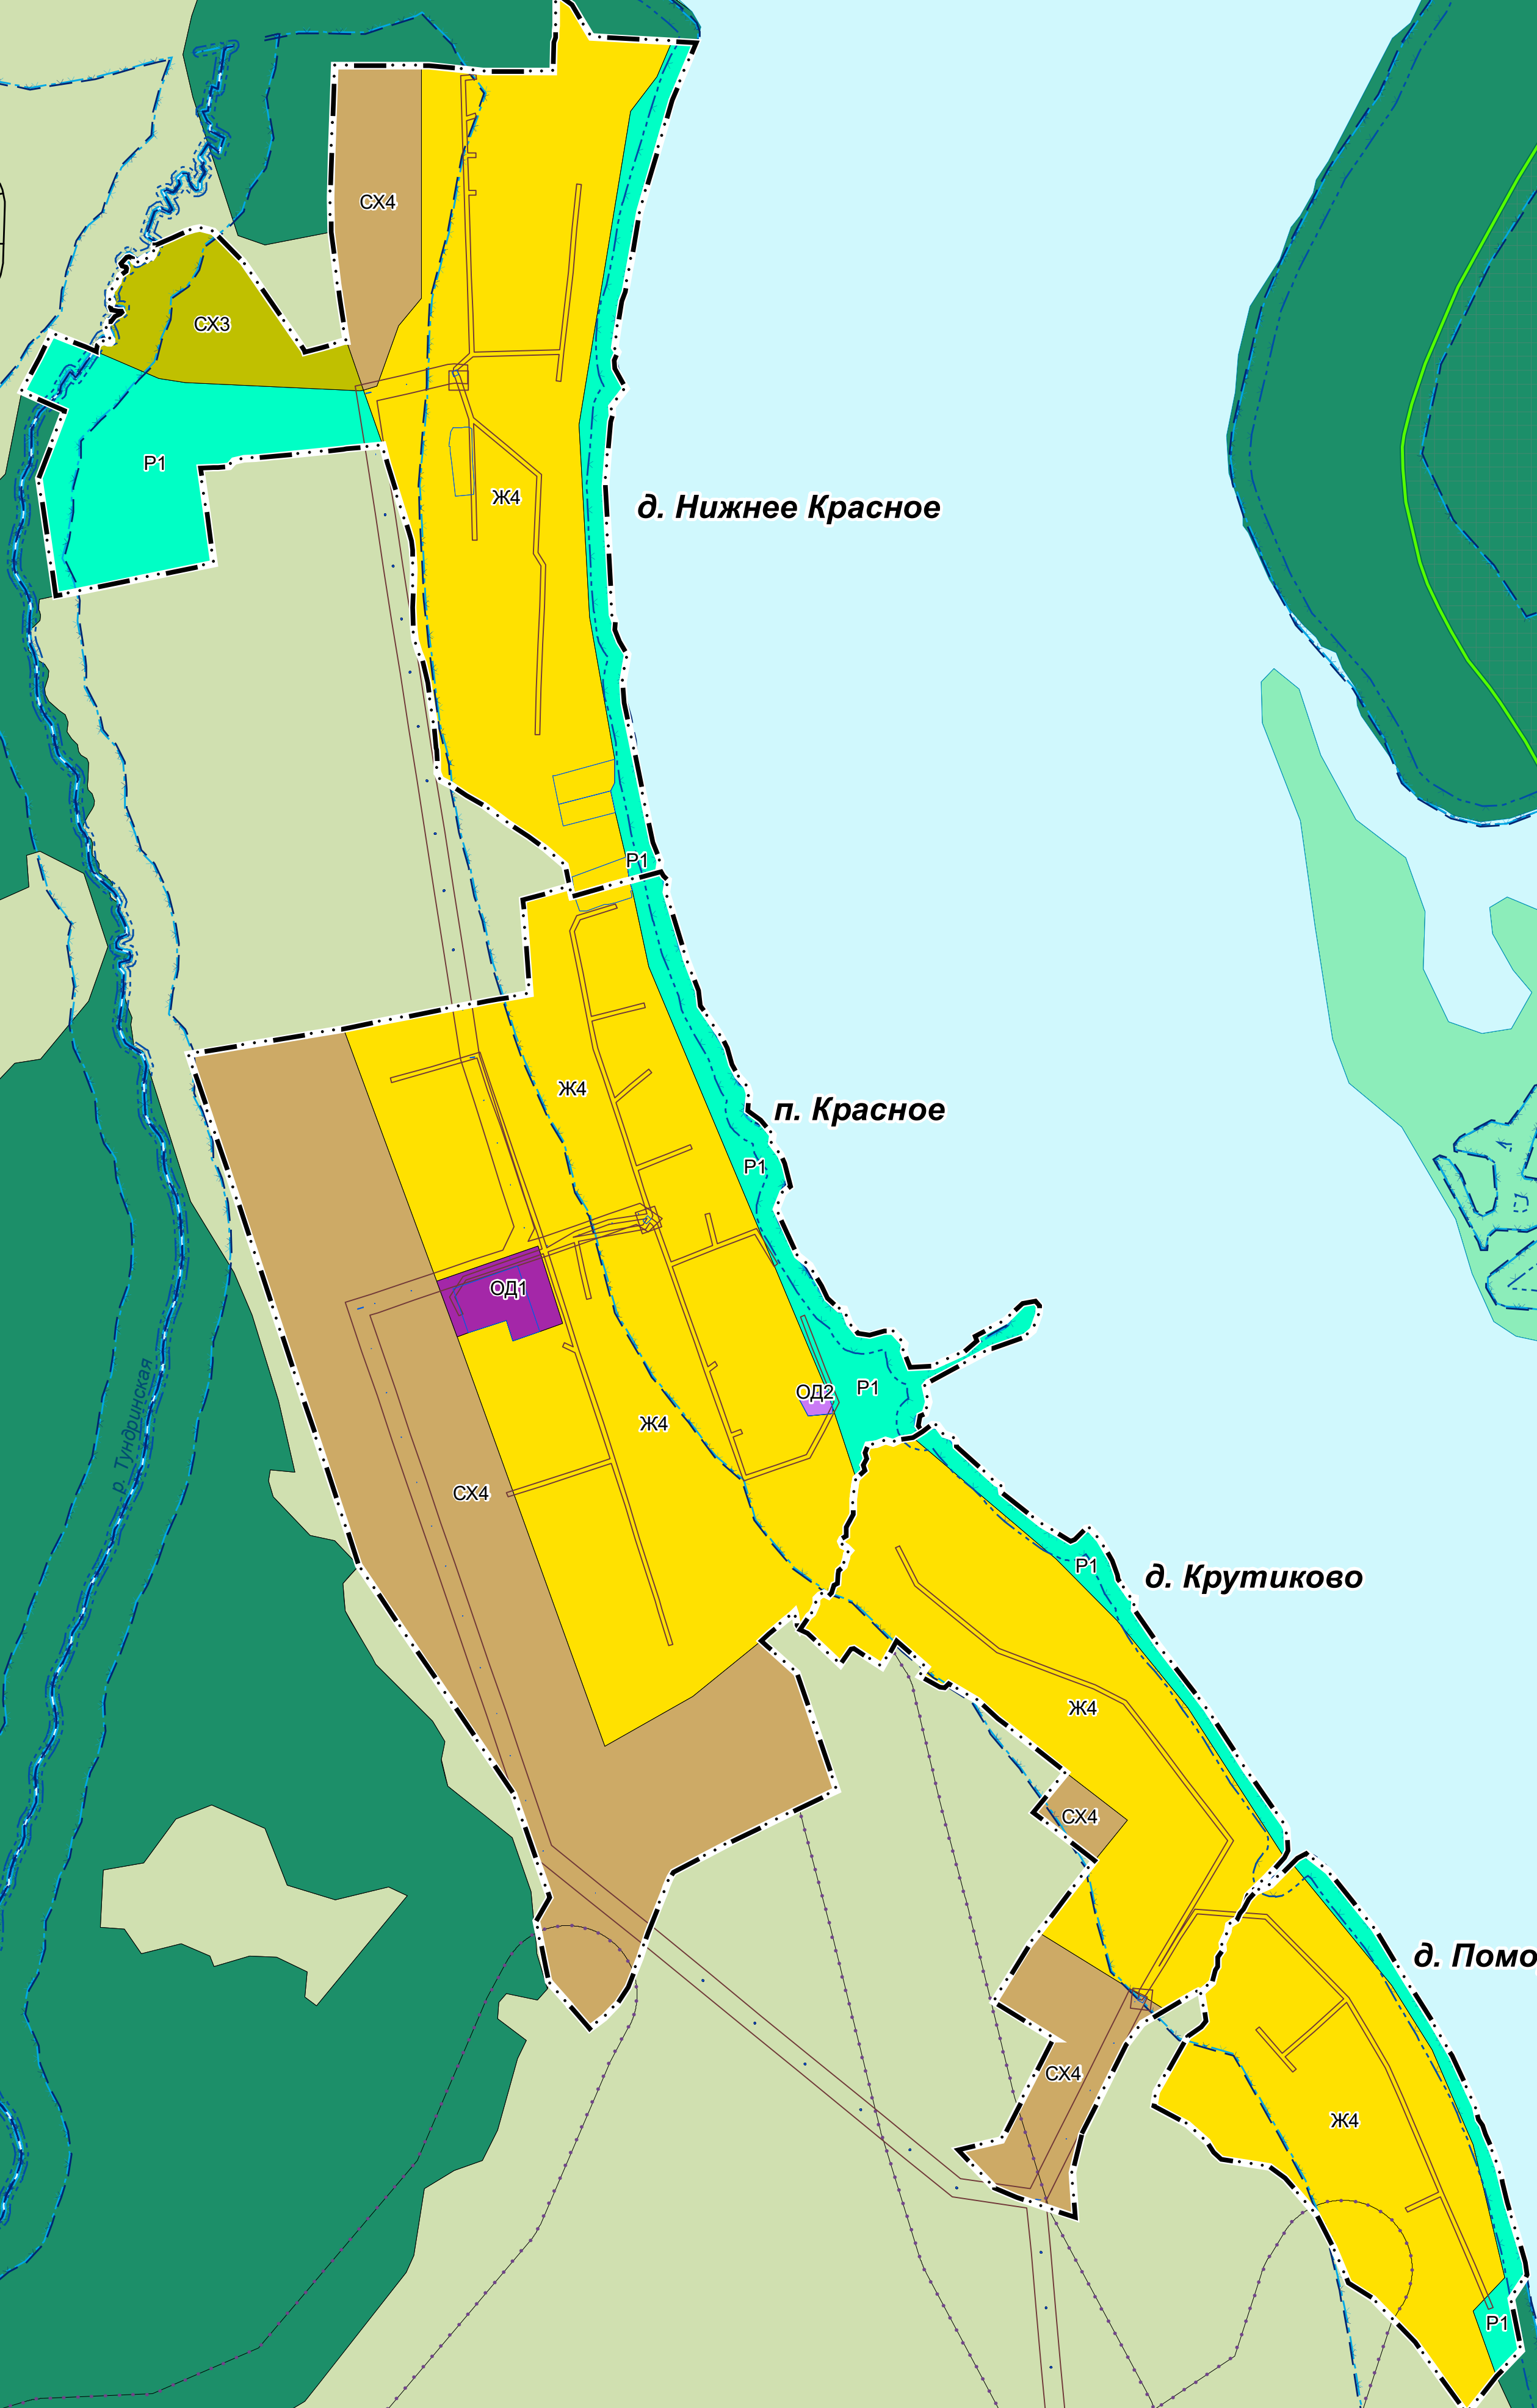 СХ4
СХ3
Р1
Ж4
д. Нижнее Красное
Р1
Ж4
п. Красное
Р1
ОД1
Р1
ОД2
Ж4
р. Тундринская
СХ4
Р1
д. Крутиково
Ж4
СХ4
д. Помо
СХ4
Ж4
Р1